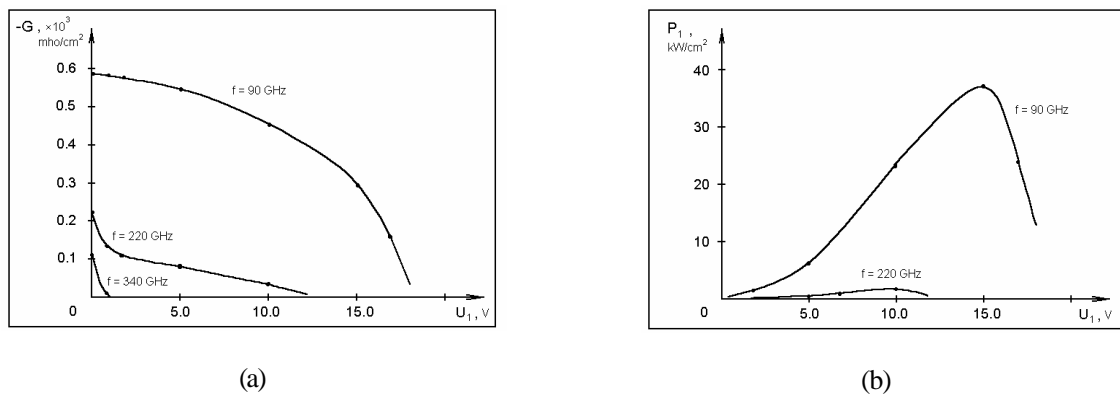 -G , ×10³
mho/cm²
0.6
0.5
0.4
0.3
0.2
0.1
0
f = 90 GHz
f = 220 GHz
f = 340 GHz
5.0
10.0
15.0
U₁, V
(a)
P₁ ,
kW/cm²
40
30
20
10
0
f = 90 GHz
f = 220 GHz
5.0
10.0
15.0
U₁, V
(b)